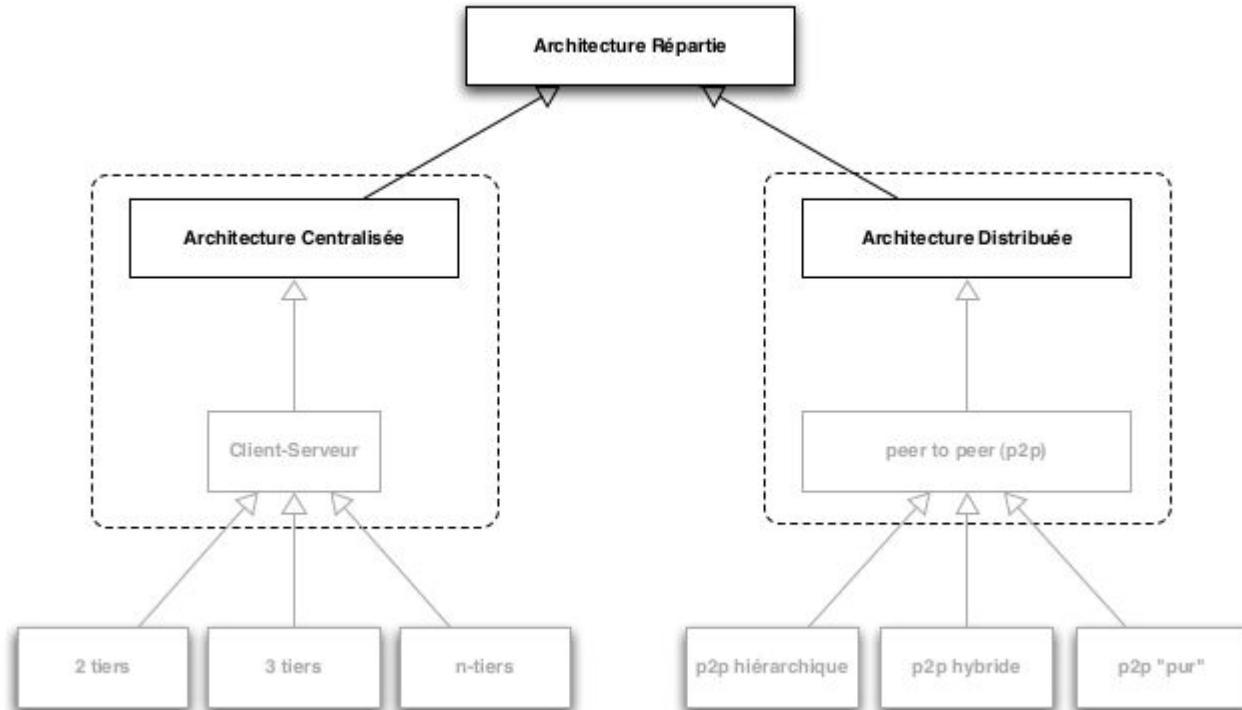 Architecture Répartie
Architecture Centralisée
Architecture Distribuée
Client-Serveur
peer to peer (p2p)
2 tiers
3 tiers
n-tiers
p2p hiérarchique
p2p hybride
p2p "pur"